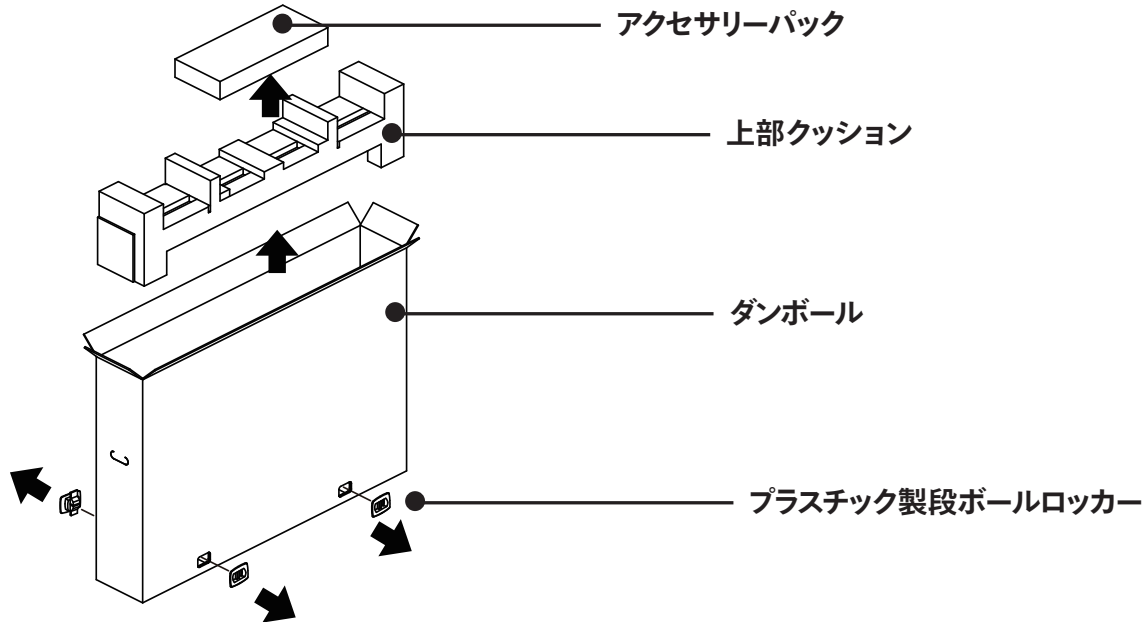 アクセサリーパック
上部クッション
ダンボール
プラスチック製段ボールロッカー